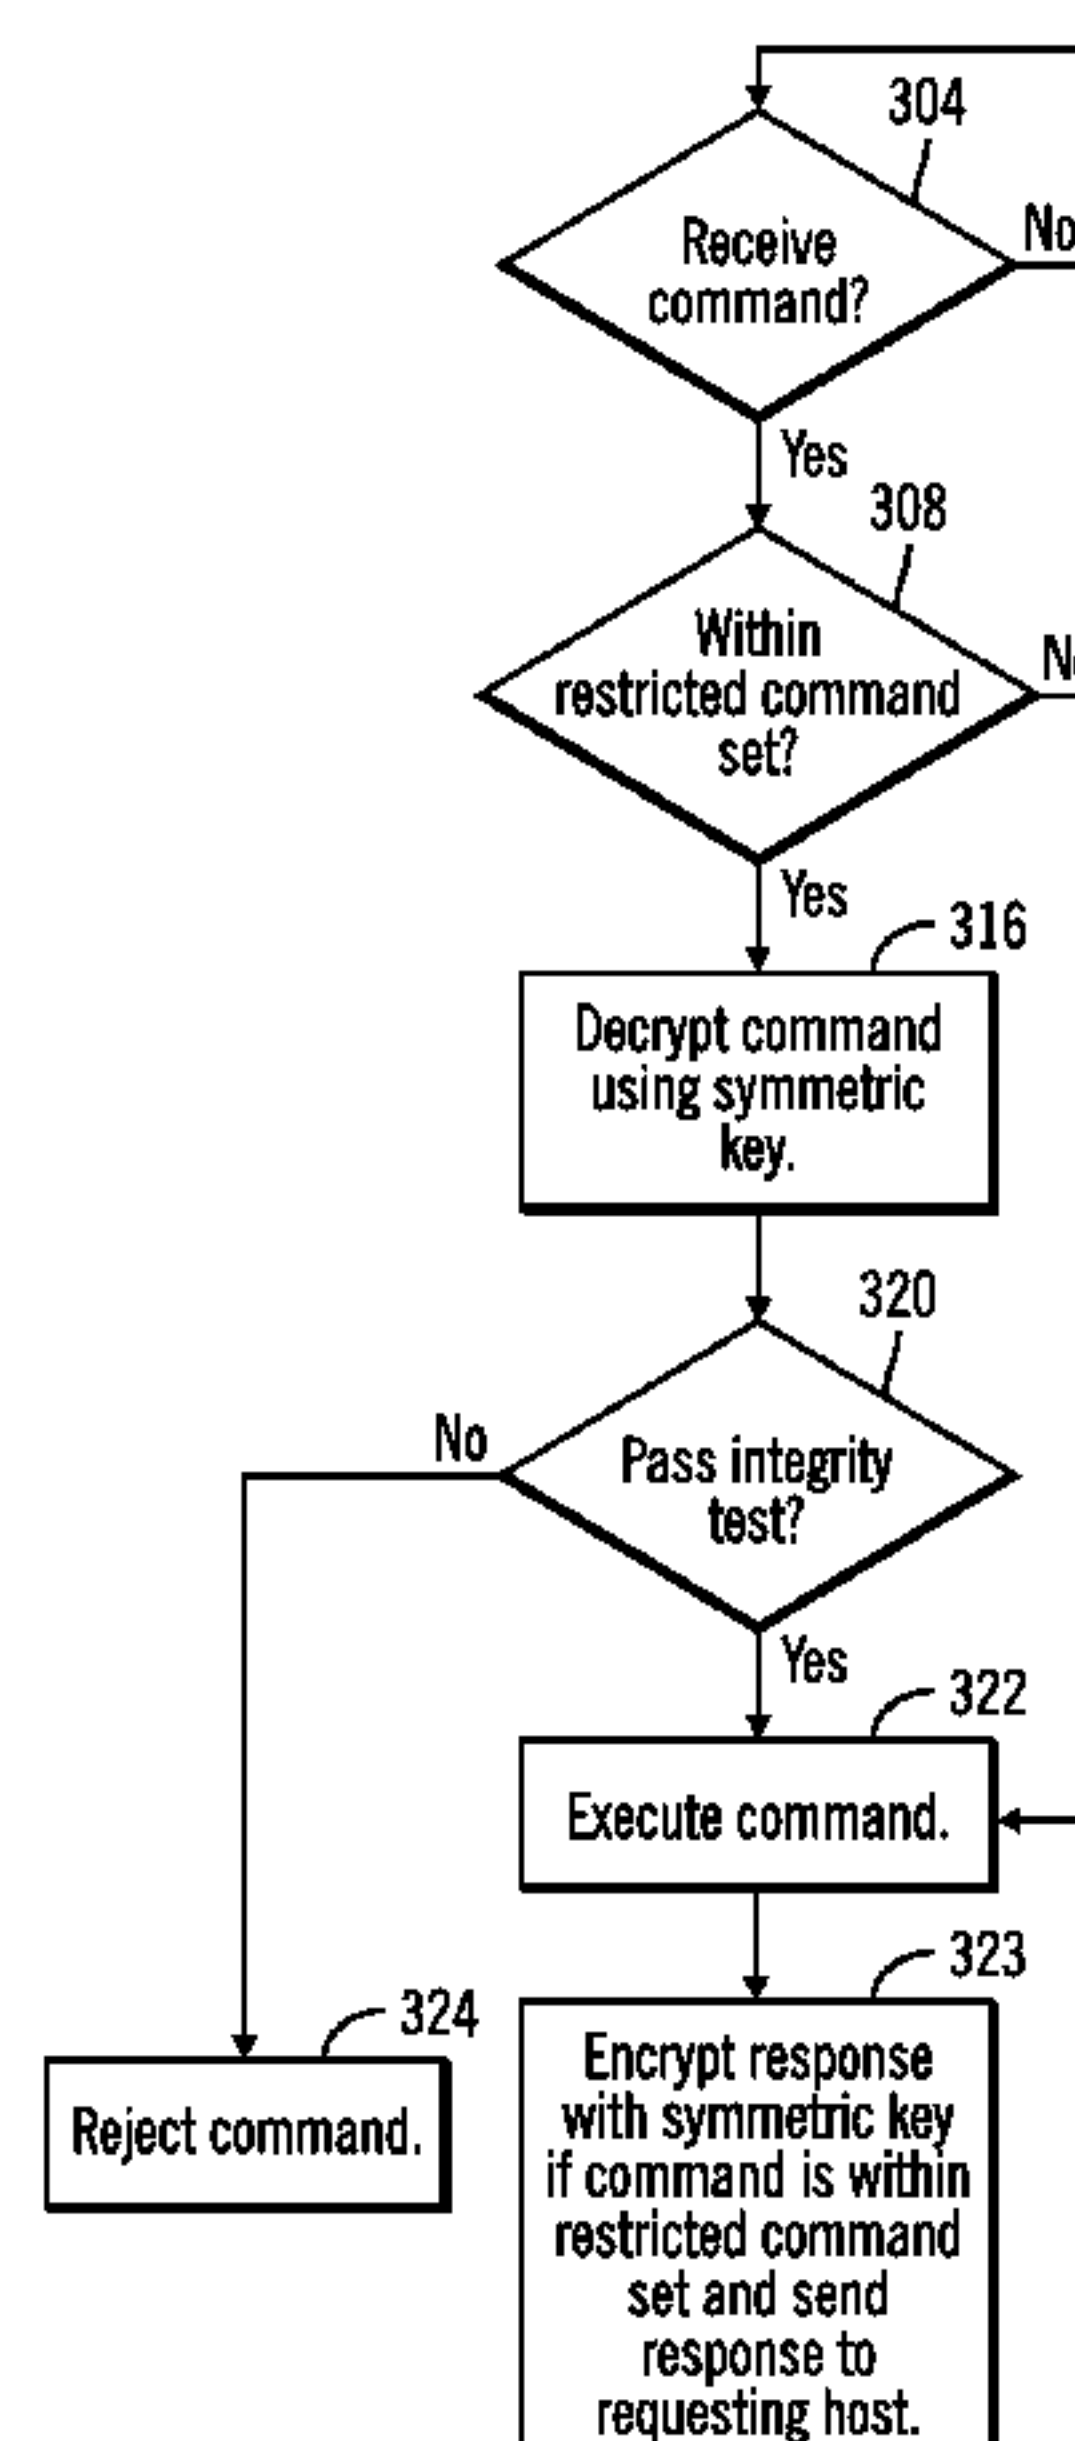 304
Receive
command?
No
Yes
308
Within
restricted command
set?
Yes
316
Decrypt command
using symmetric
key.
320
No
Pass integrity
test?
Yes
322
Execute command.
323
324
Reject command.
Encrypt response
with symmetric key
if command is within
restricted command
set and send
response to
requesting host.